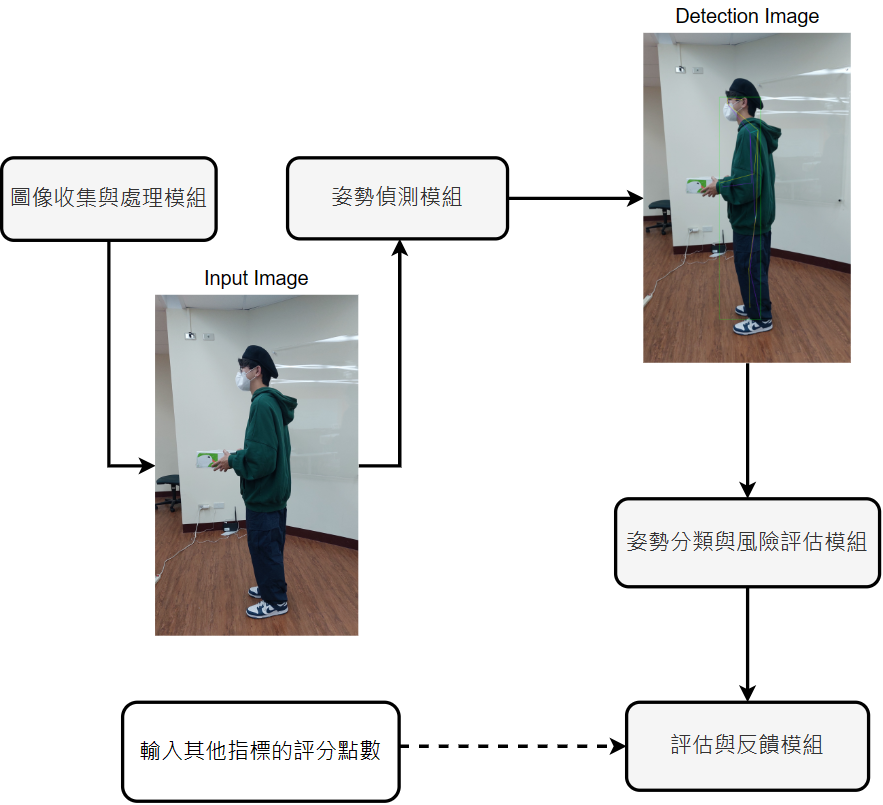 Detection Image
圖像收集與處理模組
姿勢偵測模組
Input Image
姿勢分類與風險評估模組
輸入其他指標的評分點數
評估與反饋模組